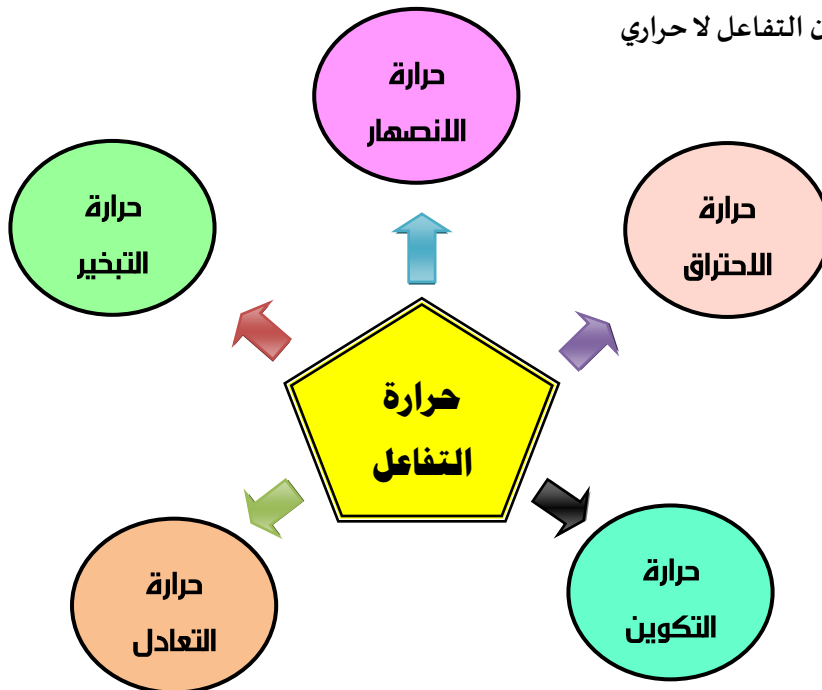 ن التفاعل لا حراري
حرارة
الانصهار
حرارة
الاحتراق
حرارة
التبخير
حرارة
التفاعل
حرارة
التكوين
حرارة
التعادل